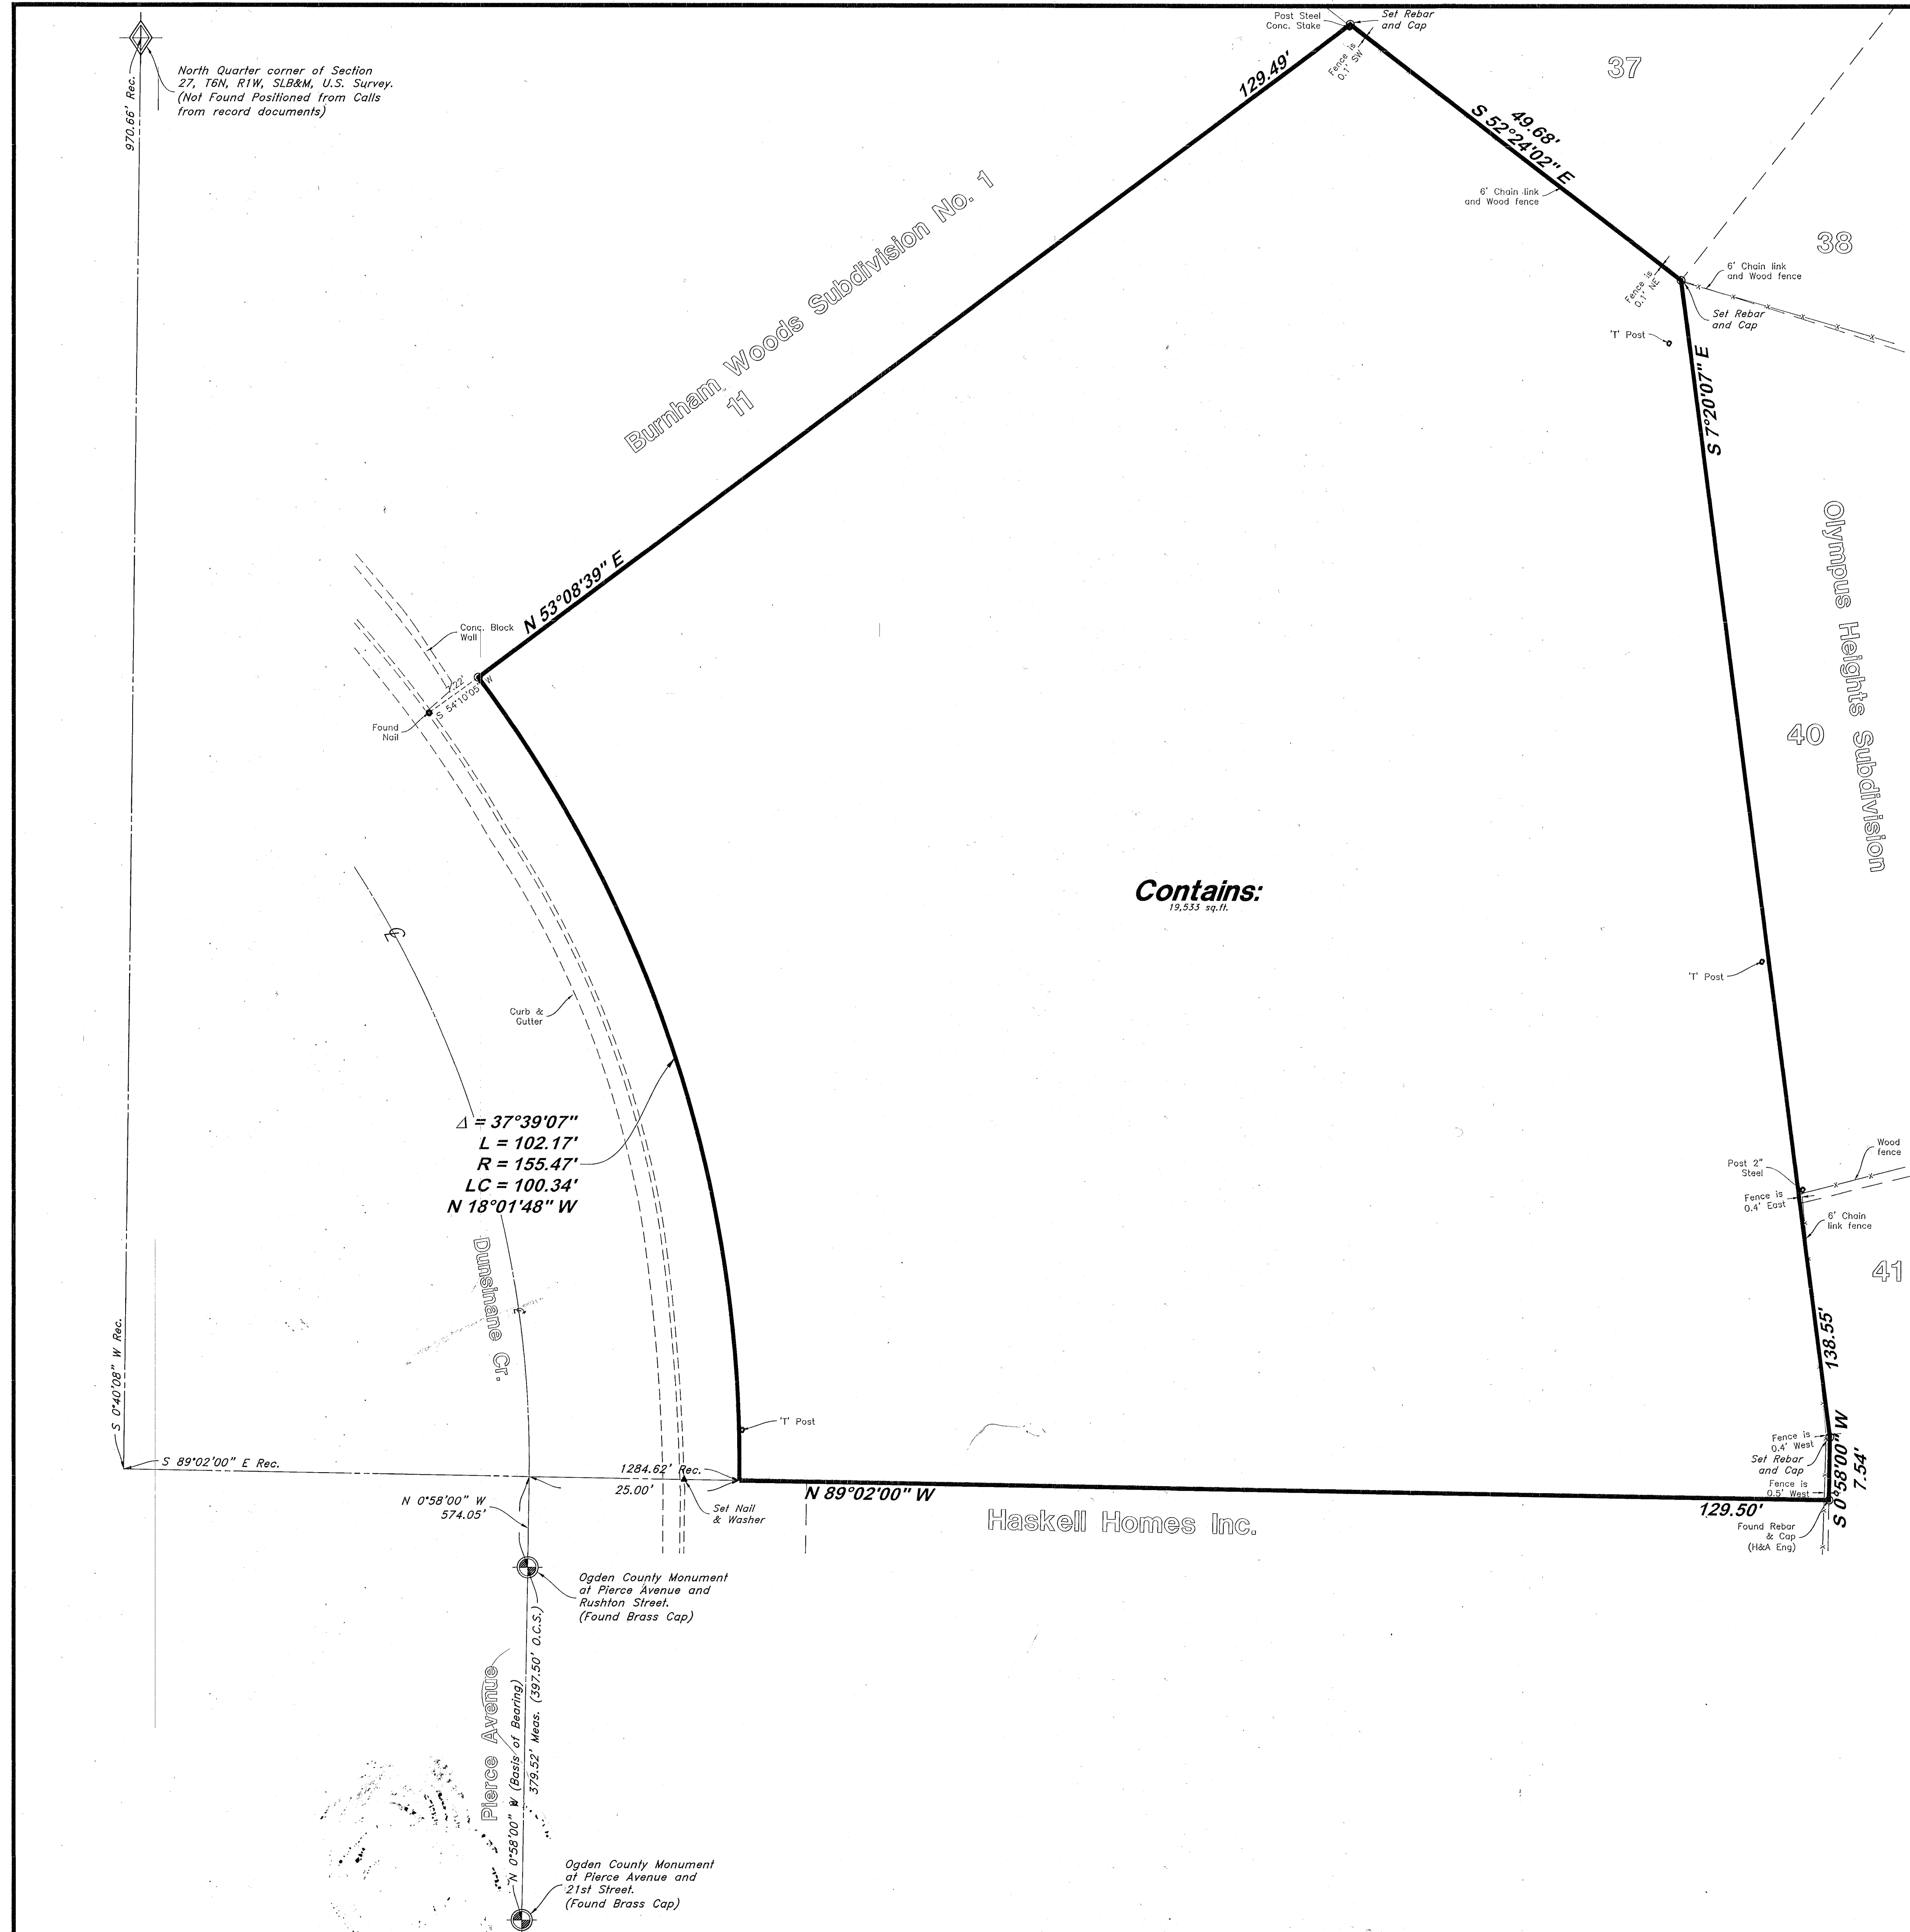 Post Steel
Conc. Stake
Set Rebar
and Cap
North Quarter corner of Section
27, T6N, R1W, SLB&M, U.S. Survey.
(Not Found Positioned from Calls
from record documents)
970.66' Rec.
129.49'
Fence is
0.1' SW
37
49.68'
S 52°24'02" E
6' Chain link
and Wood fence
38
Burnham Woods Subdivision No. 1
11
Fence is
0.1' NE
6' Chain link
and Wood fence
Set Rebar
and Cap
'T' Post
S 7°20'07" E
Olympus Heights Subdivision
N 53°08'39" E
Conc. Block
Wall
S 54°10'05" W
Found
Nail
40
Contains:
19,533 sq.ft.
'T' Post
Curb &
Gutter
Δ = 37°39'07"
L = 102.17'
R = 155.47'
LC = 100.34'
N 18°01'48" W
Wood
fence
Post 2"
Steel
Fence is
0.4' East
6' Chain
link fence
41
Dunsinane Cr.
138.55'
S 0°40'08" W Rec.
'T' Post
Fence is
0.4' West
Set Rebar
and Cap
Fence is
0.5' West
S 0°58'00" W
7.54'
S 89°02'00" E Rec.
1284.62' Rec.
25.00'
N 0°58'00" W
574.05'
Set Nail
& Washer
N 89°02'00" W
129.50'
Haskell Homes Inc.
Found Rebar
& Cap
(H&A Eng)
Ogden County Monument
at Pierce Avenue and
Rushton Street.
(Found Brass Cap)
Pierce Avenue
N 0°58'00" W (Basis of Bearing)
379.52' Meas. (397.50' O.C.S.)
Ogden County Monument
at Pierce Avenue and
21st Street.
(Found Brass Cap)